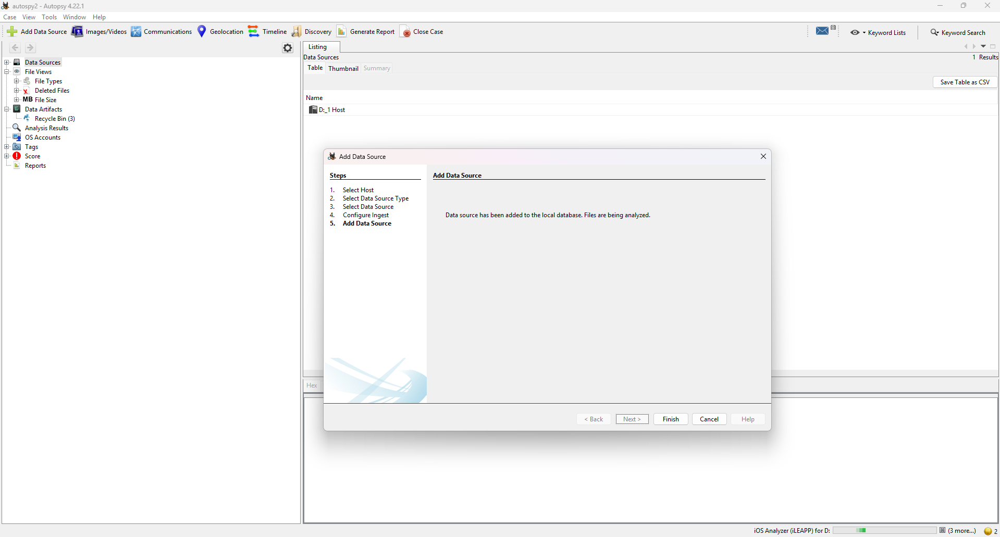 autospy2 - Autopsy 4.22.1
Case View Tools Window Help
Add Data Source Images/Videos Communications Geolocation Timeline Discovery Generate Report Close Case 8 Keyword Lists Keyword Search
Listing
Data Sources 1 Results
Table Thumbnail Summary
Save Table as CSV
Name
D:_1 Host
Data Sources
File Views
File Types
Deleted Files
MB File Size
Data Artifacts
Recycle Bin (3)
Analysis Results
OS Accounts
Tags
Score
Reports
Add Data Source
Steps
1. Select Host
2. Select Data Source Type
3. Select Data Source
4. Configure Ingest
5. Add Data Source
Add Data Source
Data source has been added to the local database. Files are being analyzed.
< Back Next > Finish Cancel Help
Hex
iOS Analyzer (iLEAPP) for D: (3 more...) 2